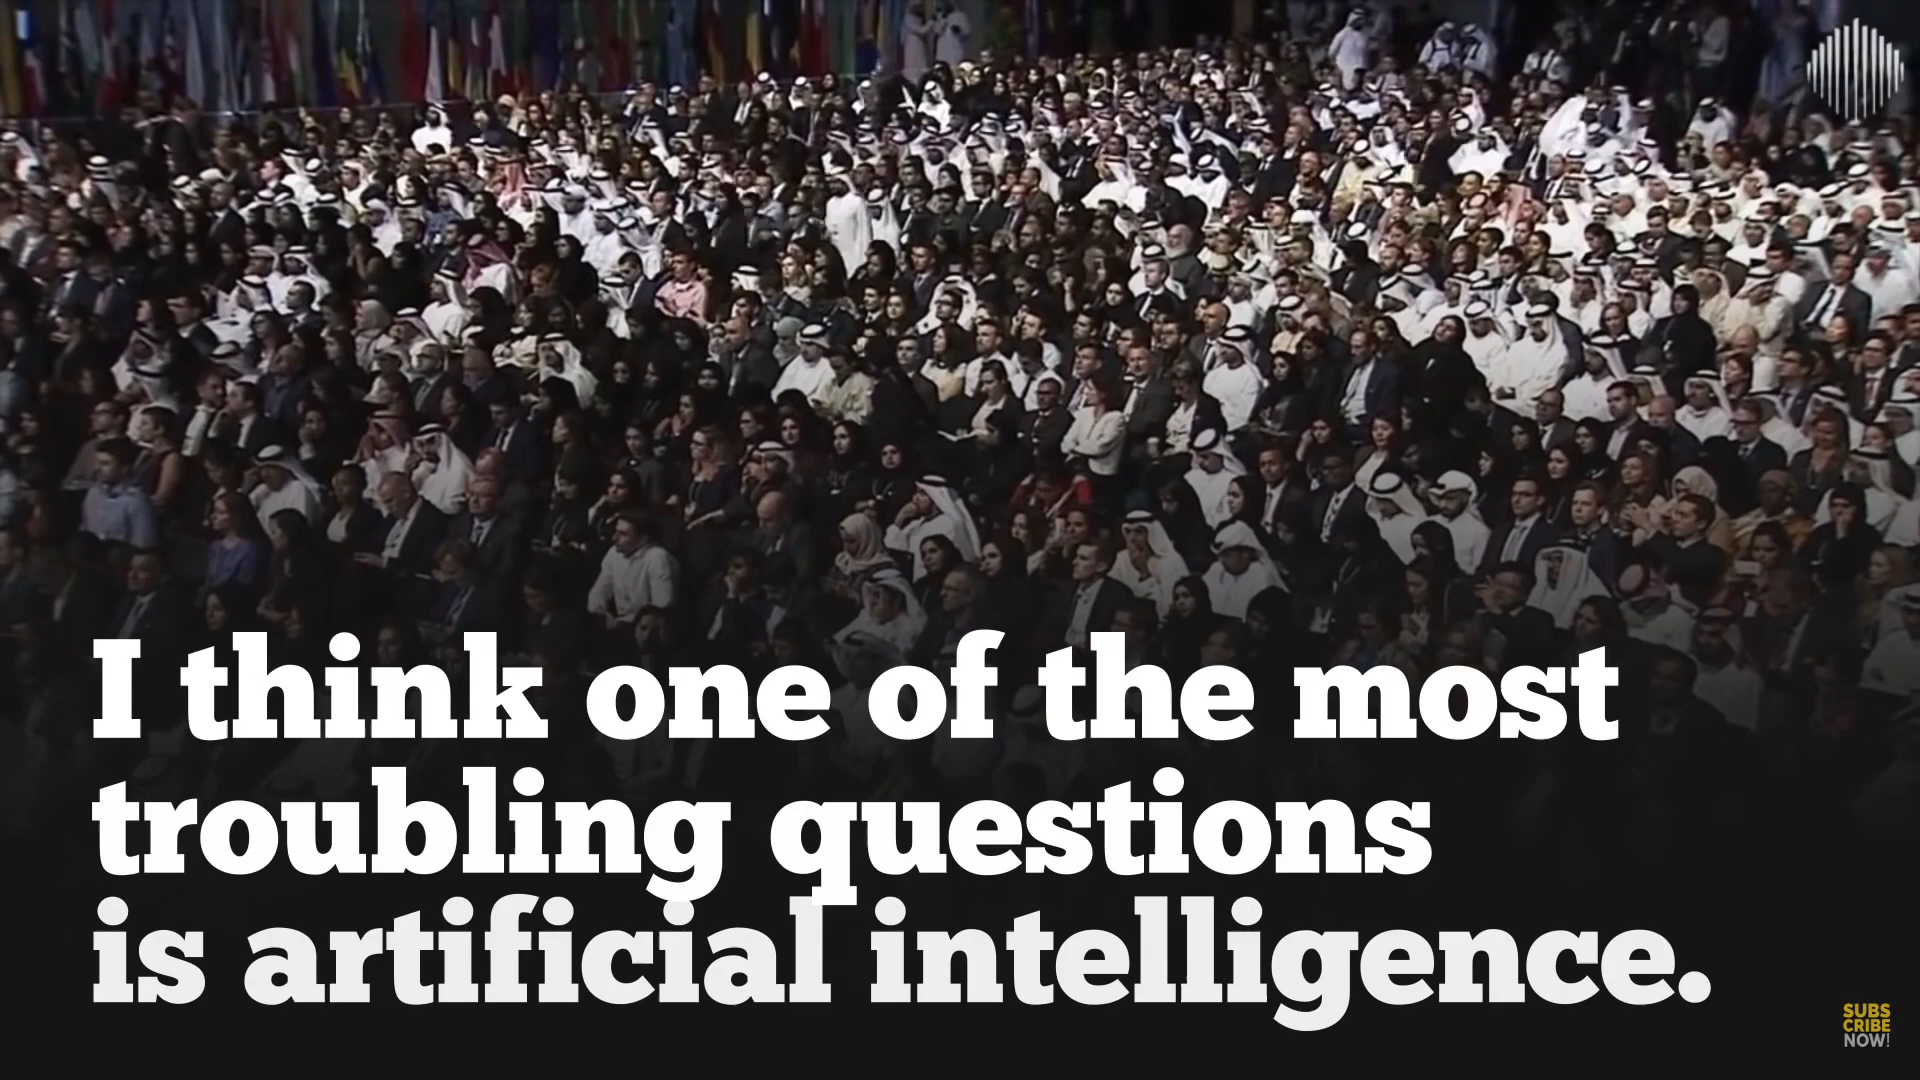 I think one of the most
troubling questions
is artificial intelligence.
SUBS
CRIBE
NOW!